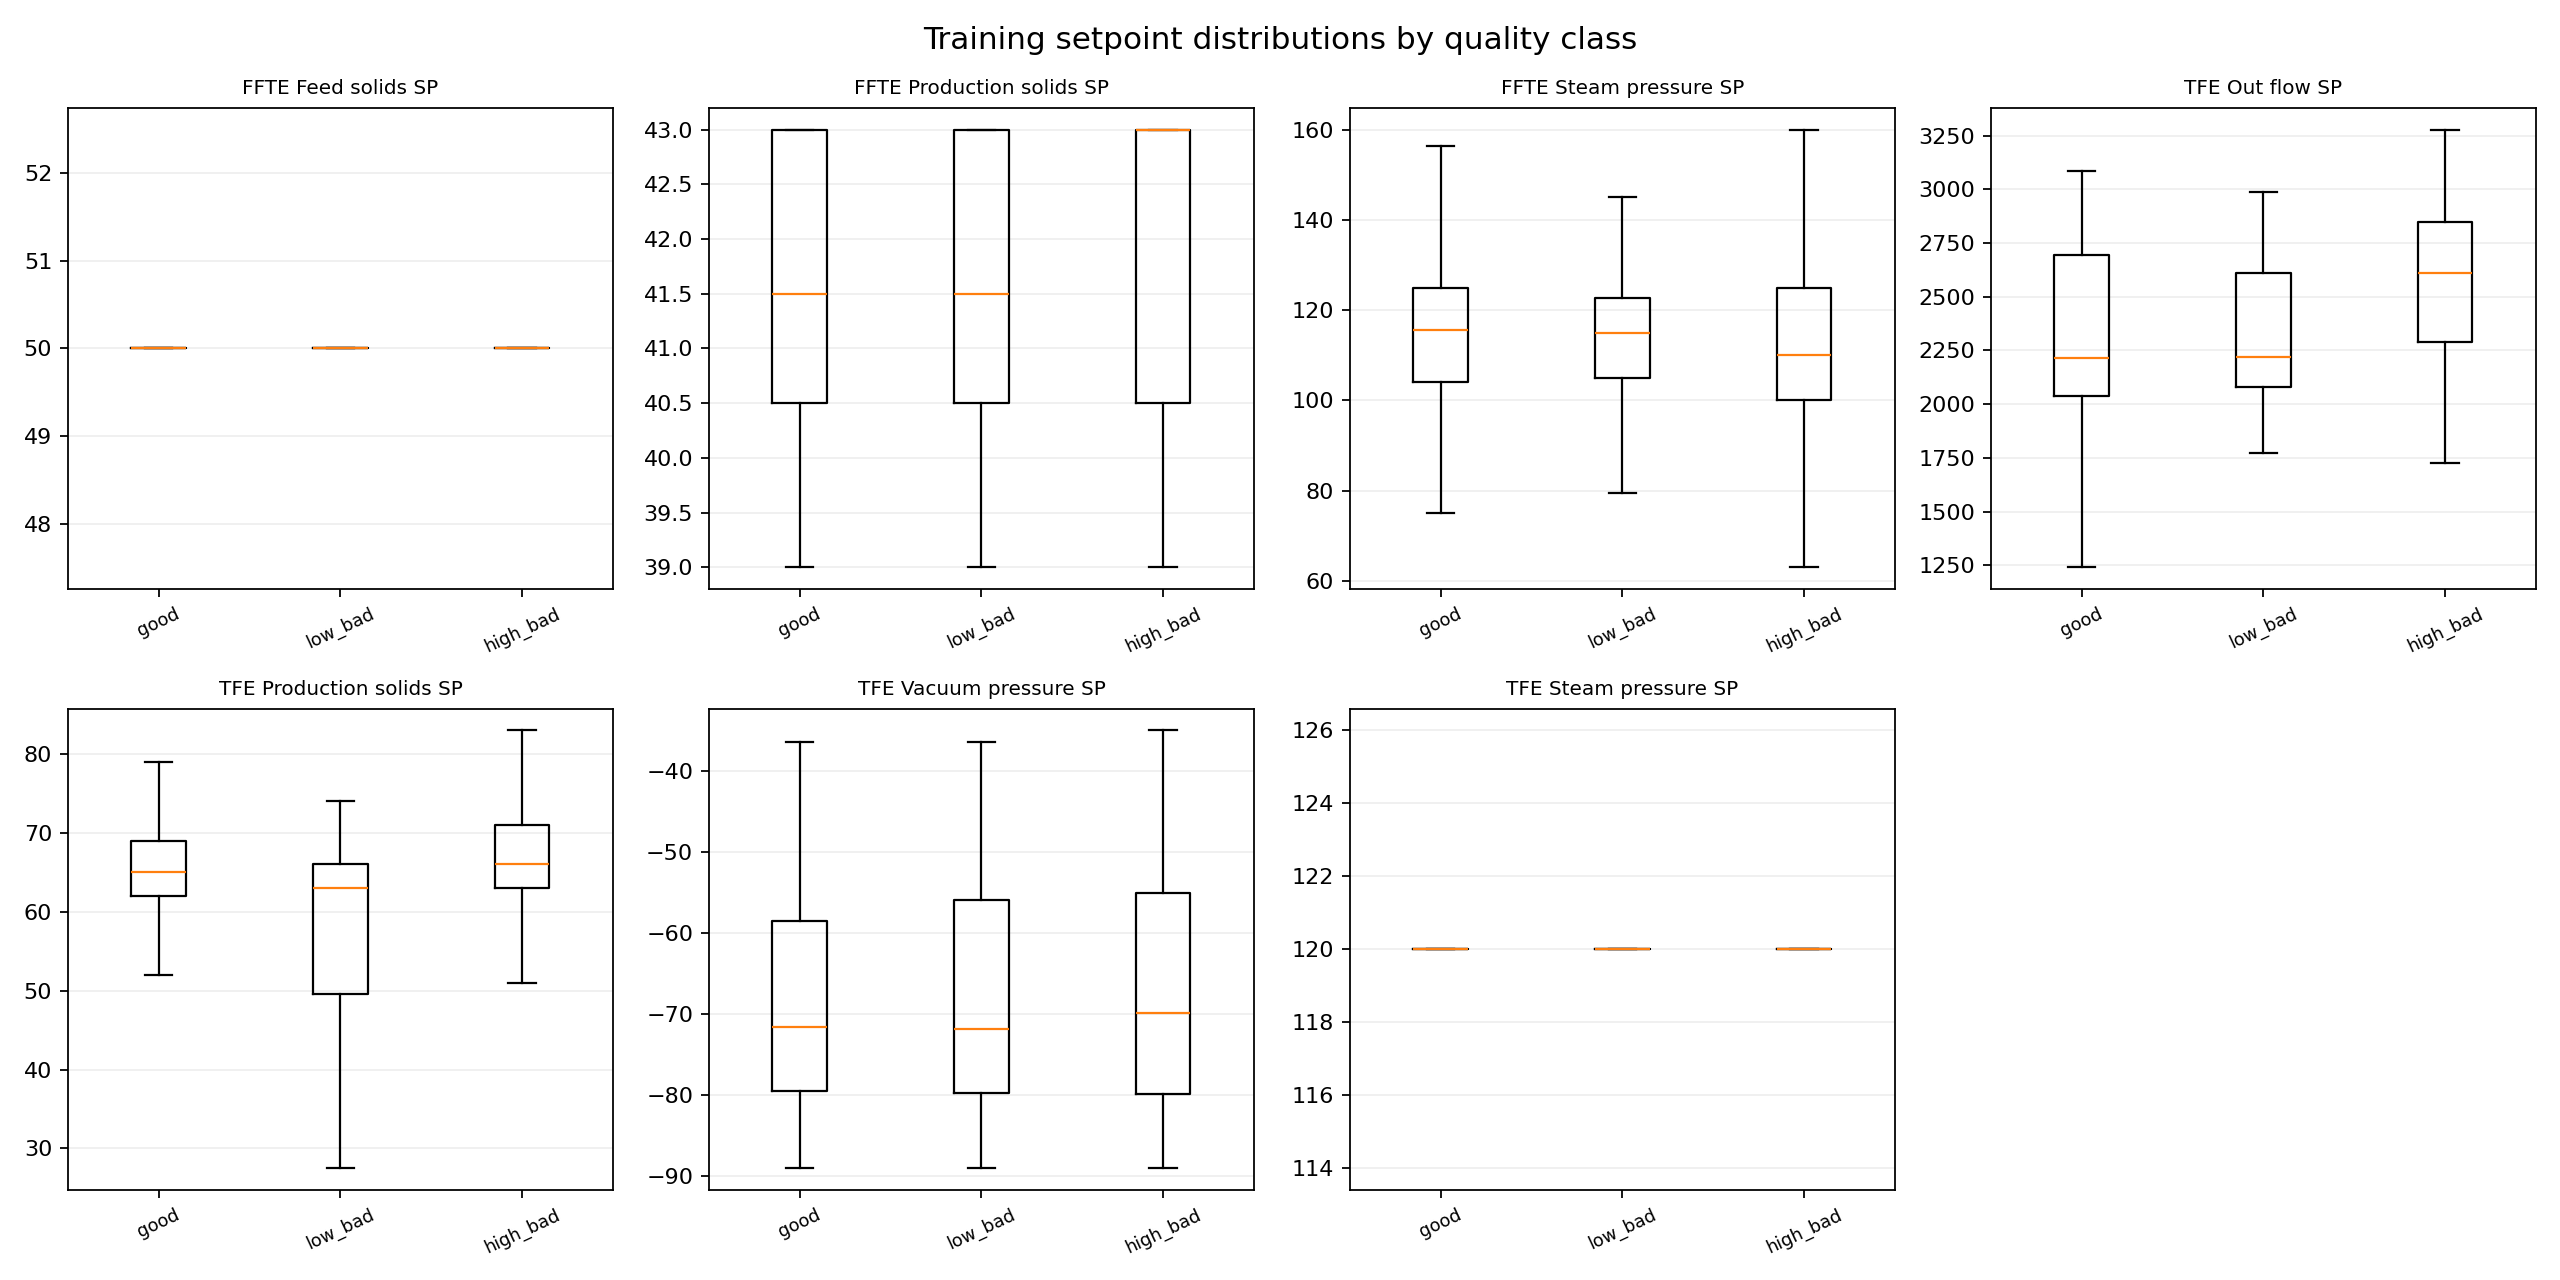 Training setpoint distributions by quality class
FFTE Feed solids SP
52
51
50
49
48
good
low_bad
high_bad
FFTE Production solids SP
43.0
42.5
42.0
41.5
41.0
40.5
40.0
39.5
39.0
good
low_bad
high_bad
FFTE Steam pressure SP
160
140
120
100
80
60
good
low_bad
high_bad
TFE Out flow SP
3250
3000
2750
2500
2250
2000
1750
1500
1250
good
low_bad
high_bad
TFE Production solids SP
80
70
60
50
40
30
good
low_bad
high_bad
TFE Vacuum pressure SP
−40
−50
−60
−70
−80
−90
good
low_bad
high_bad
TFE Steam pressure SP
126
124
122
120
118
116
114
good
low_bad
high_bad